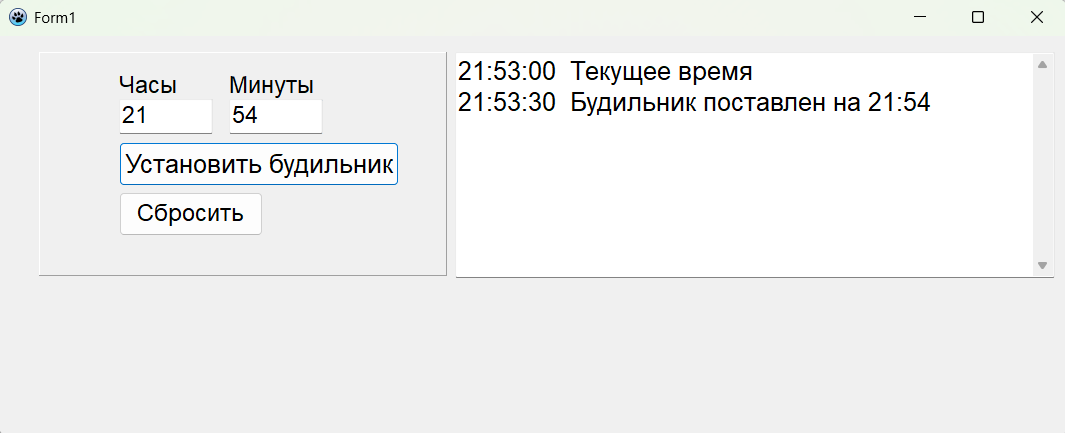 Form1
Часы Минуты
21 54
Установить будильник
Сбросить
21:53:00 Текущее время
21:53:30 Будильник поставлен на 21:54